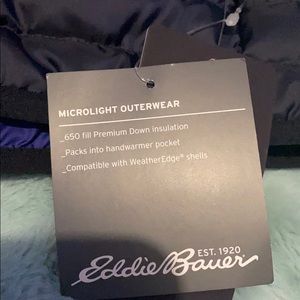 MICROLIGHT OUTERWEAR
_650 fill Premium Down insulation
_Packs into handwarmer pocket
_Compatible with WeatherEdge® shells
EST. 1920
Eddie Bauer